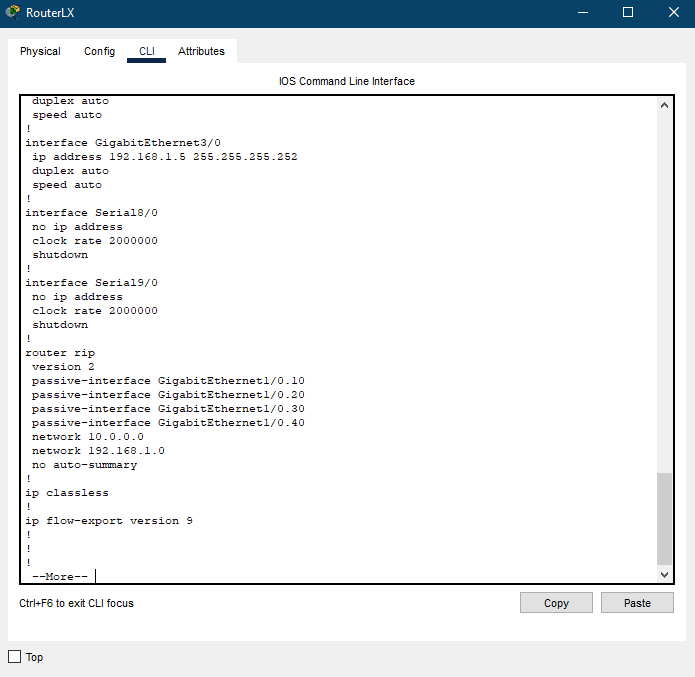 RouterLX
Physical Config CLI Attributes
IOS Command Line Interface
duplex auto
speed auto
!
interface GigabitEthernet3/0
ip address 192.168.1.5 255.255.255.252
duplex auto
speed auto
!
interface Serial8/0
no ip address
clock rate 2000000
shutdown
!
interface Serial9/0
no ip address
clock rate 2000000
shutdown
!
router rip
version 2
passive-interface GigabitEthernet1/0.10
passive-interface GigabitEthernet1/0.20
passive-interface GigabitEthernet1/0.30
passive-interface GigabitEthernet1/0.40
network 10.0.0.0
network 192.168.1.0
no auto-summary
!
ip classless
!
ip flow-export version 9
!
!
!
--More--
Ctrl+F6 to exit CLI focus Copy Paste
Top